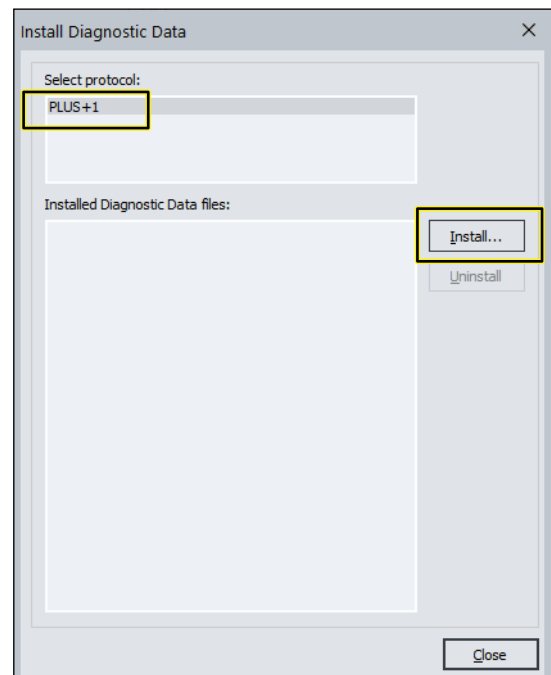 Install Diagnostic Data
Select protocol:
PLUS+1
Installed Diagnostic Data files:
Install...
Uninstall
Close